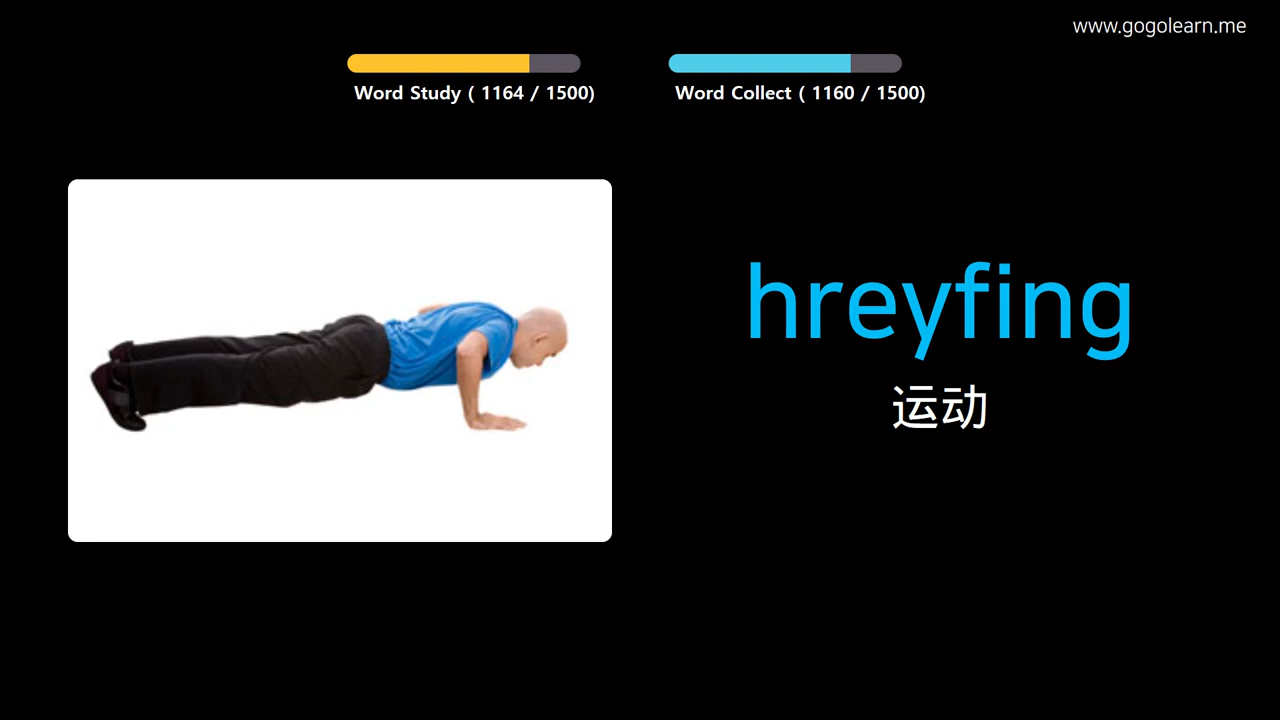 www.gogolearn.me
Word Study ( 1164 / 1500)
Word Collect ( 1160 / 1500)
hreyfing
运动